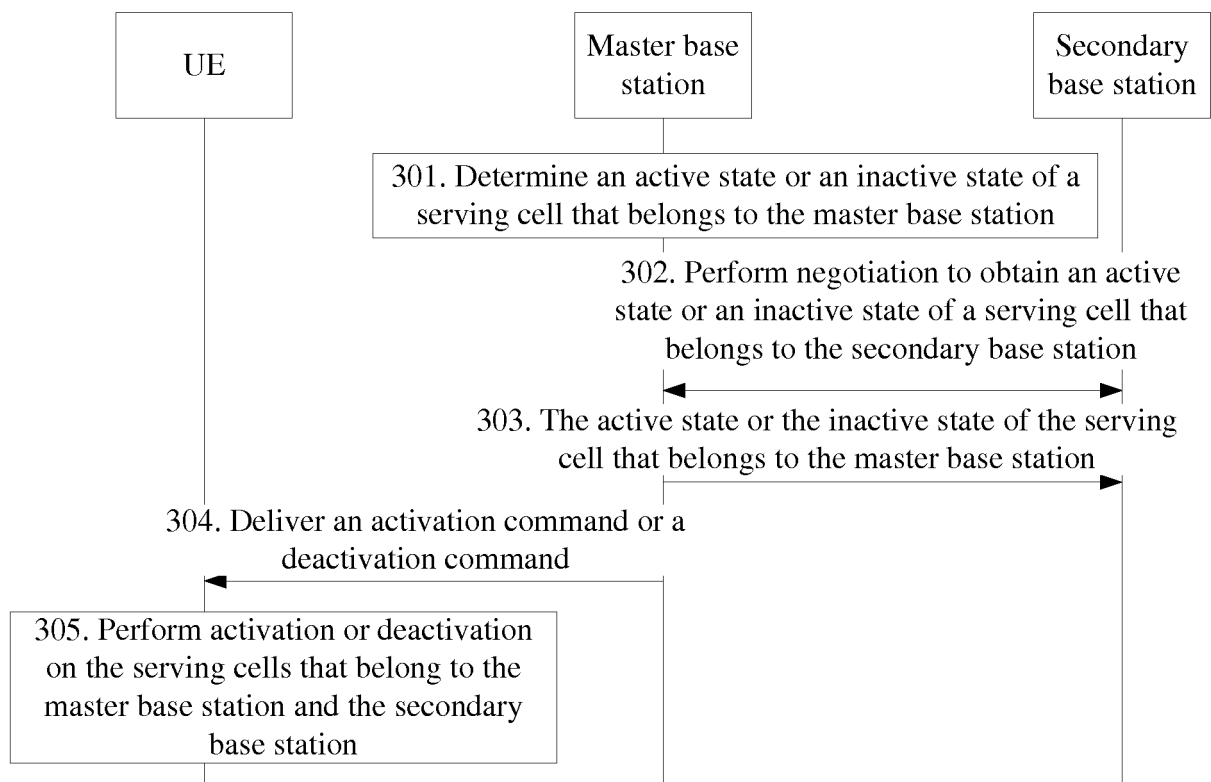 UE
Master base
station
Secondary
base station
301. Determine an active state or an inactive state of a
serving cell that belongs to the master base station
302. Perform negotiation to obtain an active
state or an inactive state of a serving cell that
belongs to the secondary base station
303. The active state or the inactive state of the serving
cell that belongs to the master base station
304. Deliver an activation command or a
deactivation command
305. Perform activation or deactivation
on the serving cells that belong to the
master base station and the secondary
base station